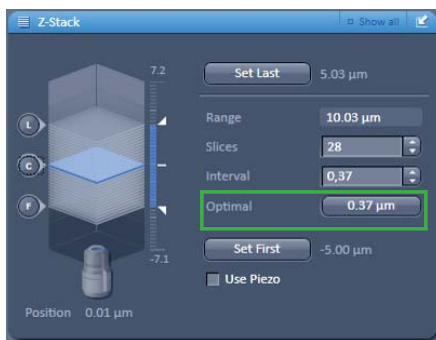 Z-Stack
Show all
7.2
Set Last 5.03 µm
L
Range 10.03 µm
Slices 28
C
Interval 0,37
Optimal 0.37 µm
F
Set First -5.00 µm
-7.1
Use Piezo
Position 0.01 µm